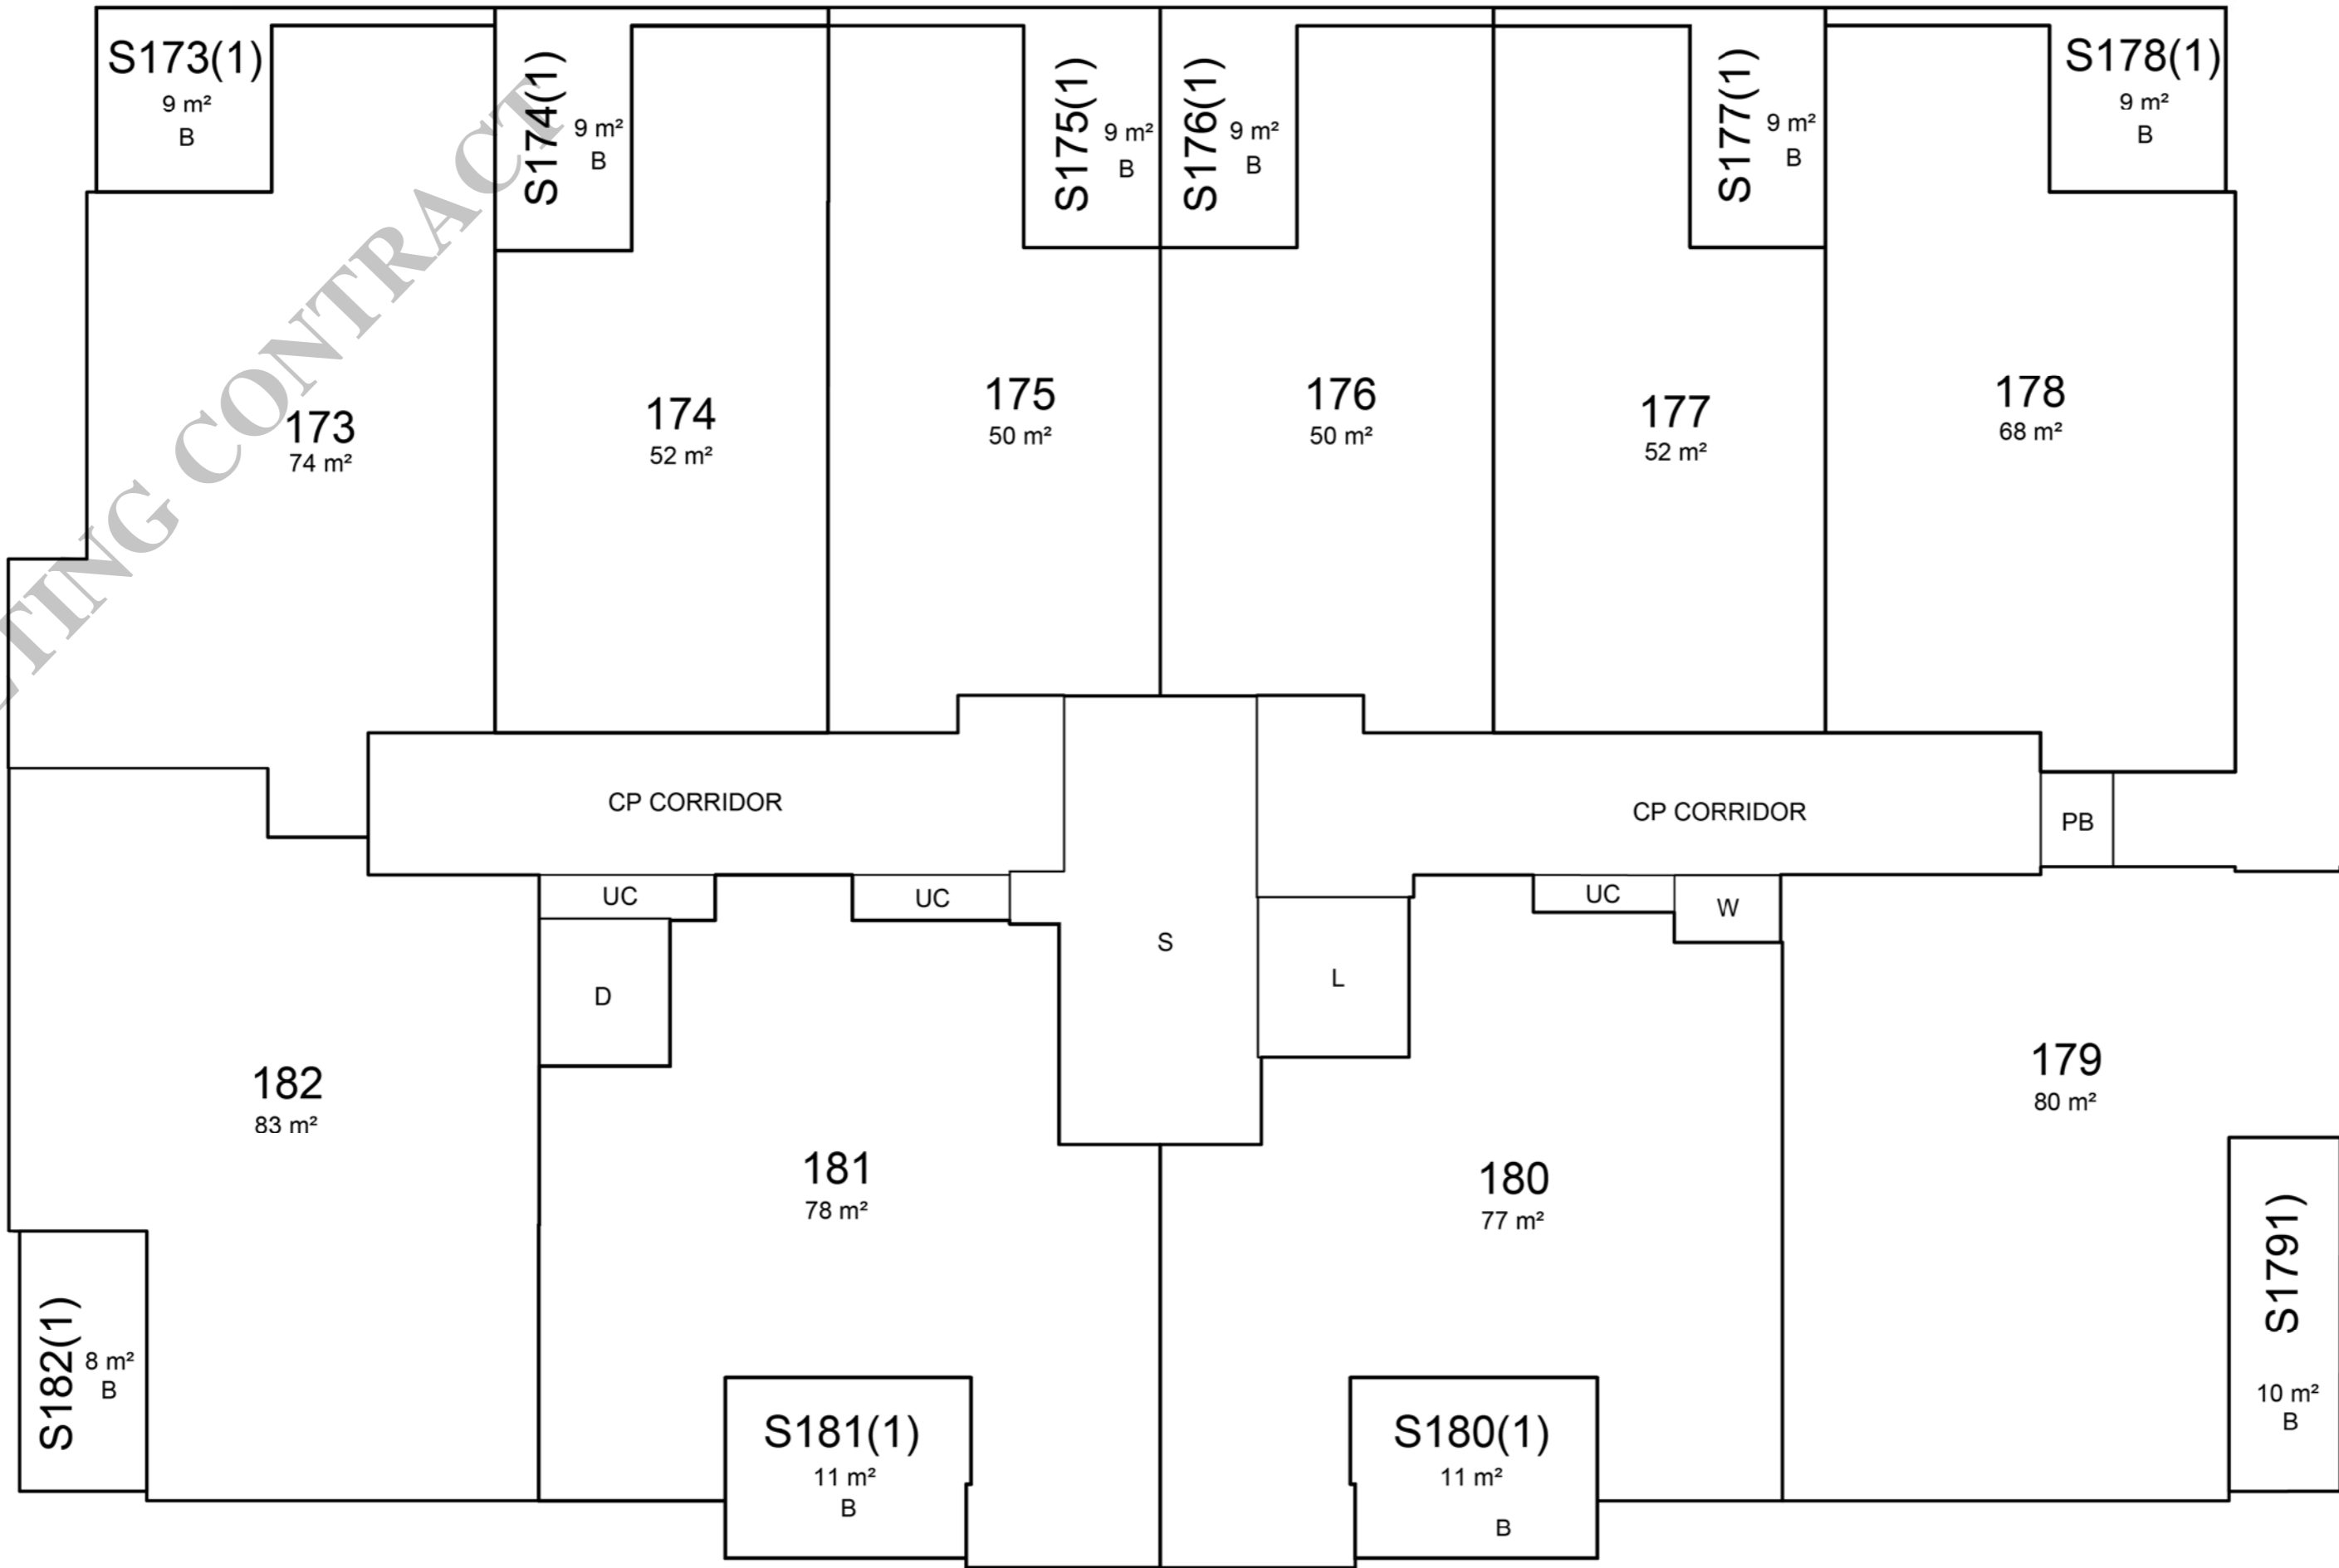 S173(1)
9 m²
B
S174(1)
9 m²
B
S175(1)
9 m²
B
S176(1)
9 m²
B
S177(1)
9 m²
B
S178(1)
9 m²
B
173
74 m²
174
52 m²
175
50 m²
176
50 m²
177
52 m²
178
68 m²
TING CONTRACT
CP CORRIDOR
CP CORRIDOR
PB
UC
UC
UC
W
D
S
L
182
83 m²
181
78 m²
180
77 m²
179
80 m²
S182(1)
8 m²
B
S181(1)
11 m²
B
S180(1)
11 m²
B
S1791)
10 m²
B